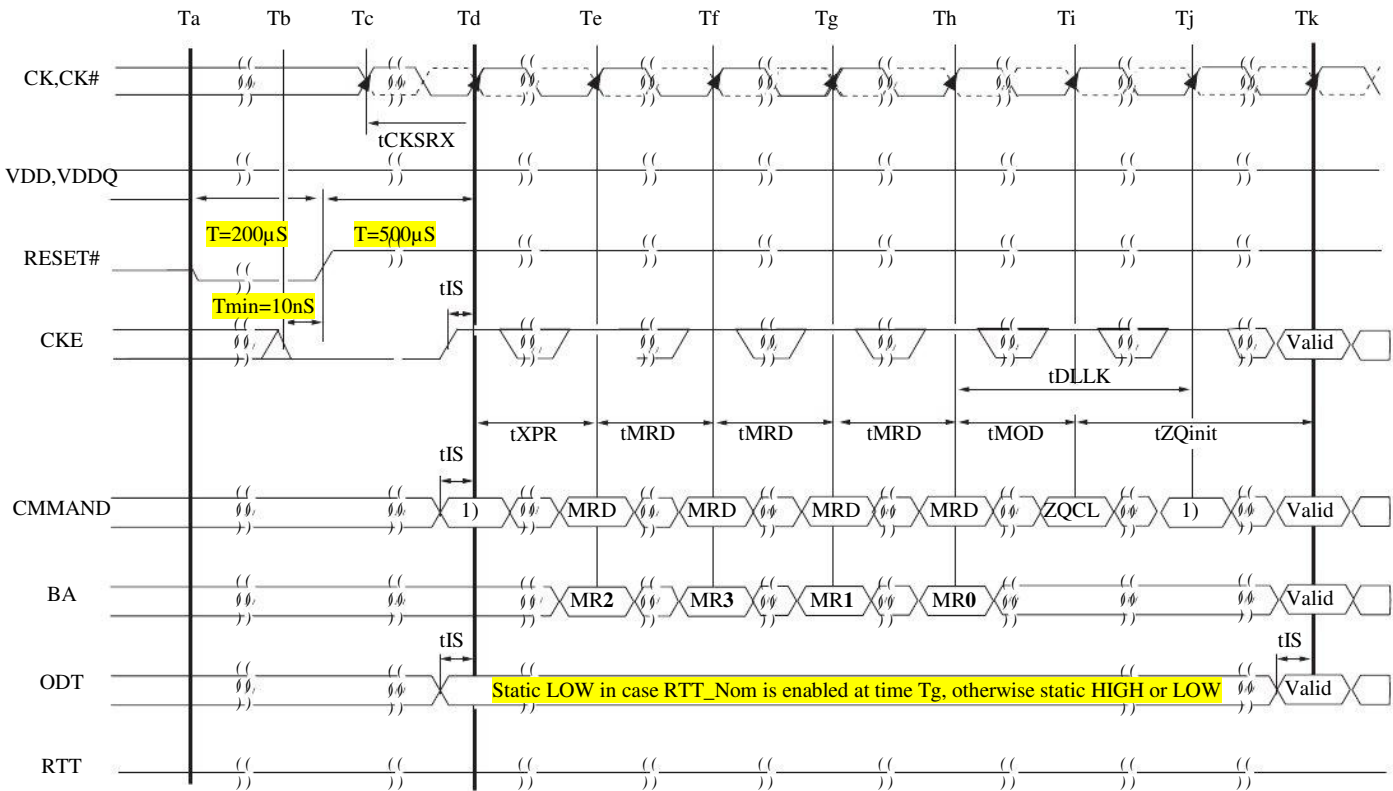 Ta Tb Tc Td Te Tf Tg Th Ti Tj Tk
CK,CK#
tCKSRX
VDD,VDDQ
T=200µS T=500µS
RESET#
Tmin=10nS tIS
CKE Valid
tDLLK
tXPR tMRD tMRD tMRD tMOD tZQinit
tIS
CMMAND 1) MRD MRD MRD MRD ZQCL 1) Valid
BA MR2 MR3 MR1 MR0 Valid
tIS tIS
ODT Static LOW in case RTT_Nom is enabled at time Tg, otherwise static HIGH or LOW Valid
RTT